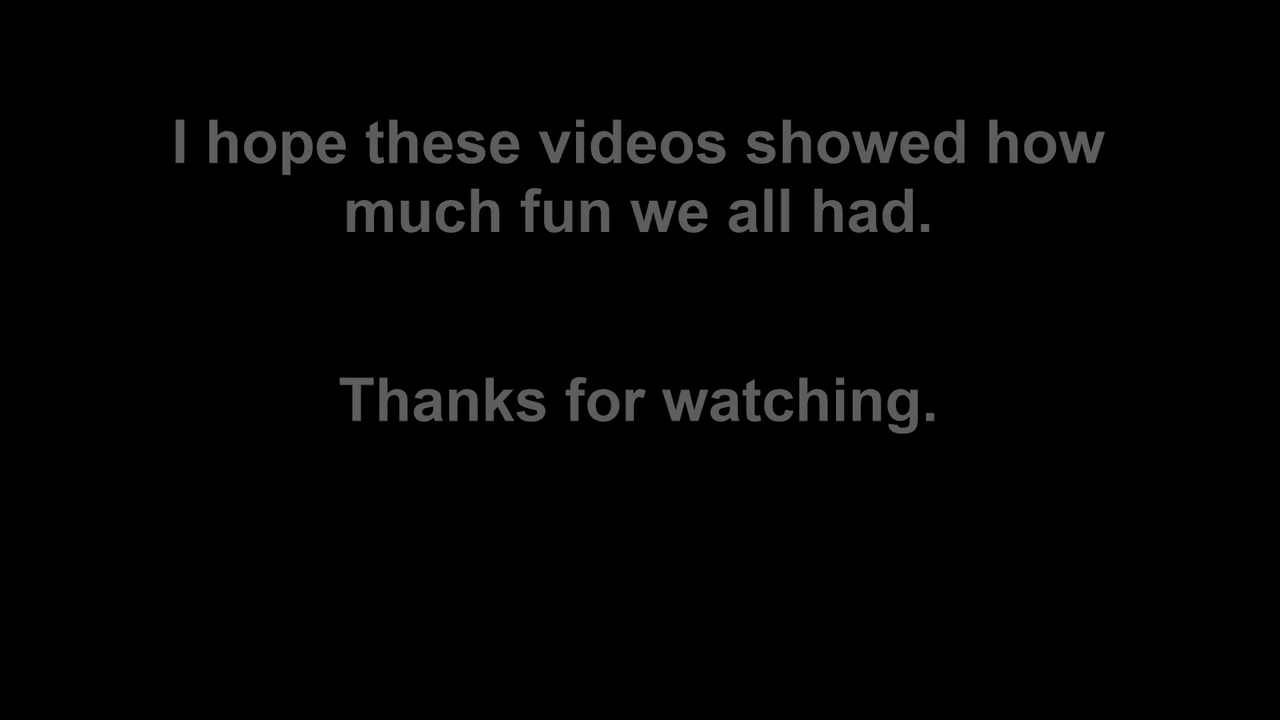 I hope these videos showed how
much fun we all had.
Thanks for watching.